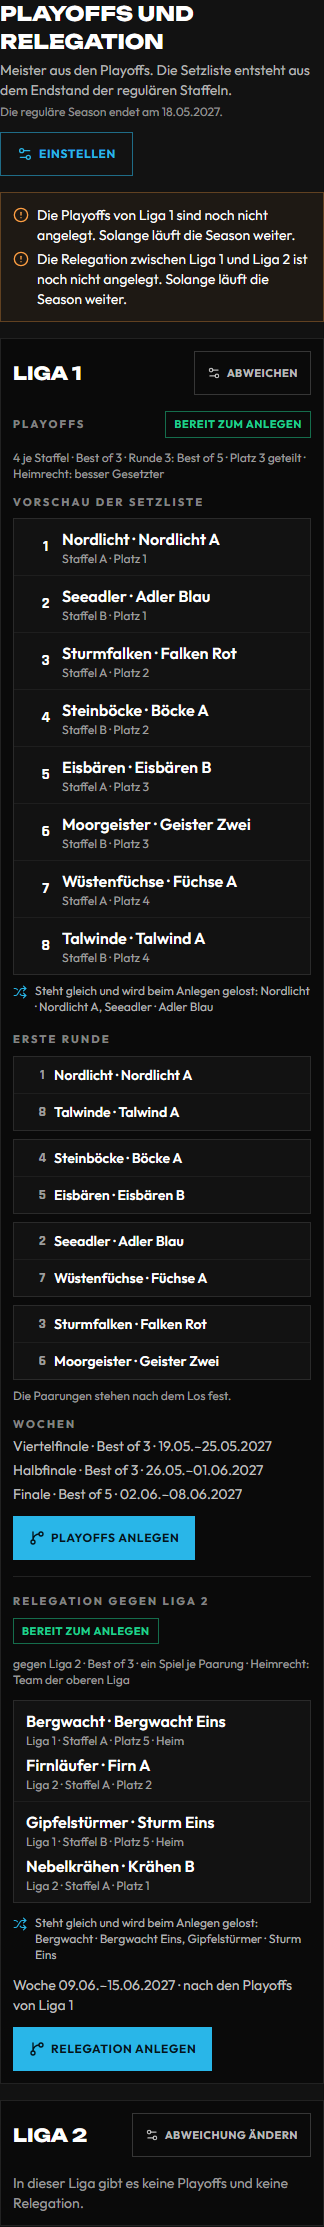 PLAYOFFS UND
RELEGATION
Meister aus den Playoffs. Die Setzliste entsteht aus
dem Endstand der regulären Staffeln.
Die reguläre Season endet am 18.05.2027.
EINSTELLEN
Die Playoffs von Liga 1 sind noch nicht
angelegt. Solange läuft die Season weiter.
Die Relegation zwischen Liga 1 und Liga 2 ist
noch nicht angelegt. Solange läuft die
Season weiter.
LIGA 1
ABWEICHEN
PLAYOFFS
BEREIT ZUM ANLEGEN
4 je Staffel · Best of 3 · Runde 3: Best of 5 · Platz 3 geteilt ·
Heimrecht: besser Gesetzter
VORSCHAU DER SETZLISTE
1
Nordlicht · Nordlicht A
Staffel A · Platz 1
2
Seeadler · Adler Blau
Staffel B · Platz 1
3
Sturmfalken · Falken Rot
Staffel A · Platz 2
4
Steinböcke · Böcke A
Staffel B · Platz 2
5
Eisbären · Eisbären B
Staffel A · Platz 3
6
Moorgeister · Geister Zwei
Staffel B · Platz 3
7
Wüstenfüchse · Füchse A
Staffel A · Platz 4
8
Talwinde · Talwind A
Staffel B · Platz 4
Steht gleich und wird beim Anlegen gelost: Nordlicht
· Nordlicht A, Seeadler · Adler Blau
ERSTE RUNDE
1 Nordlicht · Nordlicht A
8 Talwinde · Talwind A
4 Steinböcke · Böcke A
5 Eisbären · Eisbären B
2 Seeadler · Adler Blau
7 Wüstenfüchse · Füchse A
3 Sturmfalken · Falken Rot
6 Moorgeister · Geister Zwei
Die Paarungen stehen nach dem Los fest.
WOCHEN
Viertelfinale · Best of 3 · 19.05.–25.05.2027
Halbfinale · Best of 3 · 26.05.–01.06.2027
Finale · Best of 5 · 02.06.–08.06.2027
PLAYOFFS ANLEGEN
RELEGATION GEGEN LIGA 2
BEREIT ZUM ANLEGEN
gegen Liga 2 · Best of 3 · ein Spiel je Paarung · Heimrecht:
Team der oberen Liga
Bergwacht · Bergwacht Eins
Liga 1 · Staffel A · Platz 5 · Heim
Firnläufer · Firn A
Liga 2 · Staffel A · Platz 2
Gipfelstürmer · Sturm Eins
Liga 1 · Staffel B · Platz 5 · Heim
Nebelkrähen · Krähen B
Liga 2 · Staffel A · Platz 1
Steht gleich und wird beim Anlegen gelost:
Bergwacht · Bergwacht Eins, Gipfelstürmer · Sturm
Eins
Woche 09.06.–15.06.2027 · nach den Playoffs
von Liga 1
RELEGATION ANLEGEN
LIGA 2
ABWEICHUNG ÄNDERN
In dieser Liga gibt es keine Playoffs und keine
Relegation.